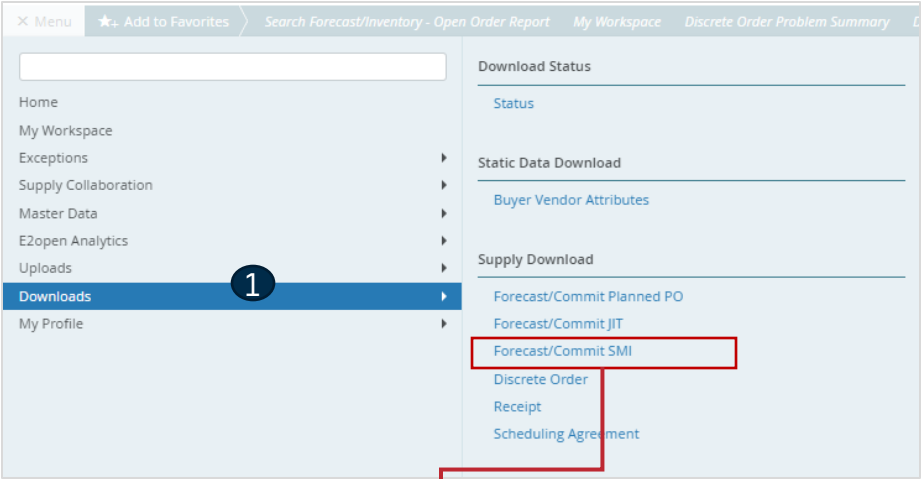 × Menu
★+ Add to Favorites
Search Forecast/Inventory - Open Order Report
My Workspace
Discrete Order Problem Summary
Home
My Workspace
Exceptions
Supply Collaboration
Master Data
E2open Analytics
Uploads
1
Downloads
My Profile
Download Status
Status
Static Data Download
Buyer Vendor Attributes
Supply Download
Forecast/Commit Planned PO
Forecast/Commit JIT
Forecast/Commit SMI
Discrete Order
Receipt
Scheduling Agreement